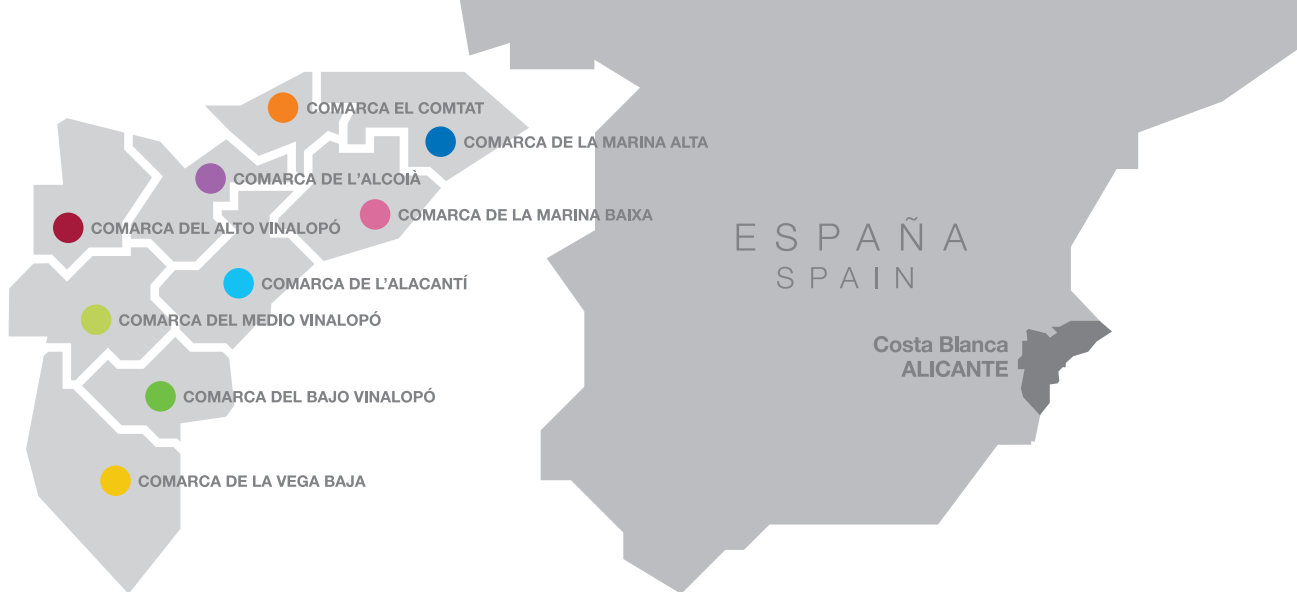 COMARCA EL COMTAT
COMARCA DE LA MARINA ALTA
COMARCA DE L’ALCOIÀ
COMARCA DE LA MARINA BAIXA
COMARCA DEL ALTO VINALOPÓ
COMARCA DE L’ALACANTÍ
COMARCA DEL MEDIO VINALOPÓ
COMARCA DEL BAJO VINALOPÓ
COMARCA DE LA VEGA BAJA
ESPAÑA
SPAIN
Costa Blanca
ALICANTE